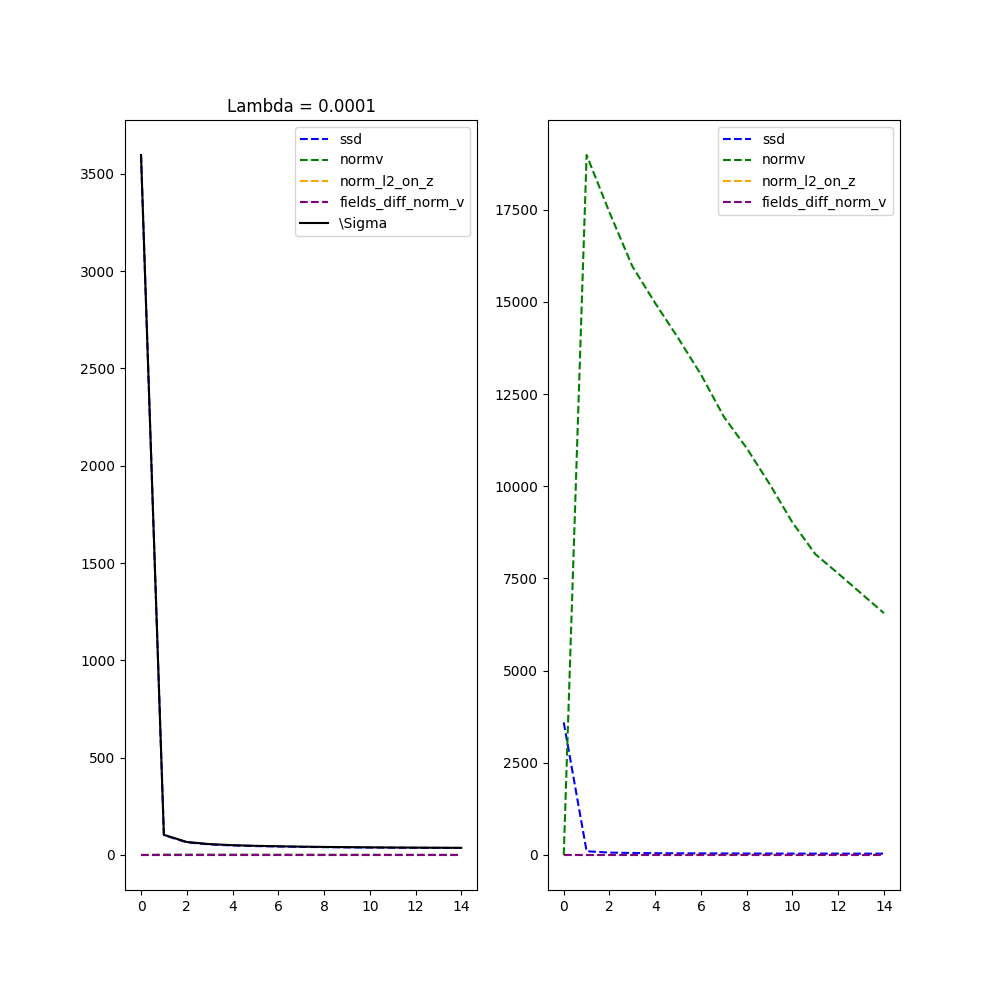 Lambda = 0.0001
ssd
normv
norm_l2_on_z
fields_diff_norm_v
\Sigma
3500
3000
2500
2000
1500
1000
500
0
0 2 4 6 8 10 12 14
ssd
normv
norm_l2_on_z
fields_diff_norm_v
17500
15000
12500
10000
7500
5000
2500
0
0 2 4 6 8 10 12 14